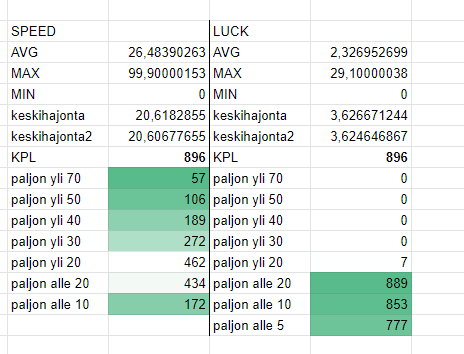 SPEED LUCK
AVG 26,48390263 AVG 2,326952699
MAX 99,90000153 MAX 29,10000038
MIN 0 MIN 0
keskihajonta 20,6182855 keskihajonta 3,626671244
keskihajonta2 20,60677655 keskihajonta2 3,624646867
KPL 896 KPL 896
paljon yli 70 57 paljon yli 70 0
paljon yli 50 106 paljon yli 50 0
paljon yli 40 189 paljon yli 40 0
paljon yli 30 272 paljon yli 30 0
paljon yli 20 462 paljon yli 20 7
paljon alle 20 434 paljon alle 20 889
paljon alle 10 172 paljon alle 10 853
paljon alle 5 777